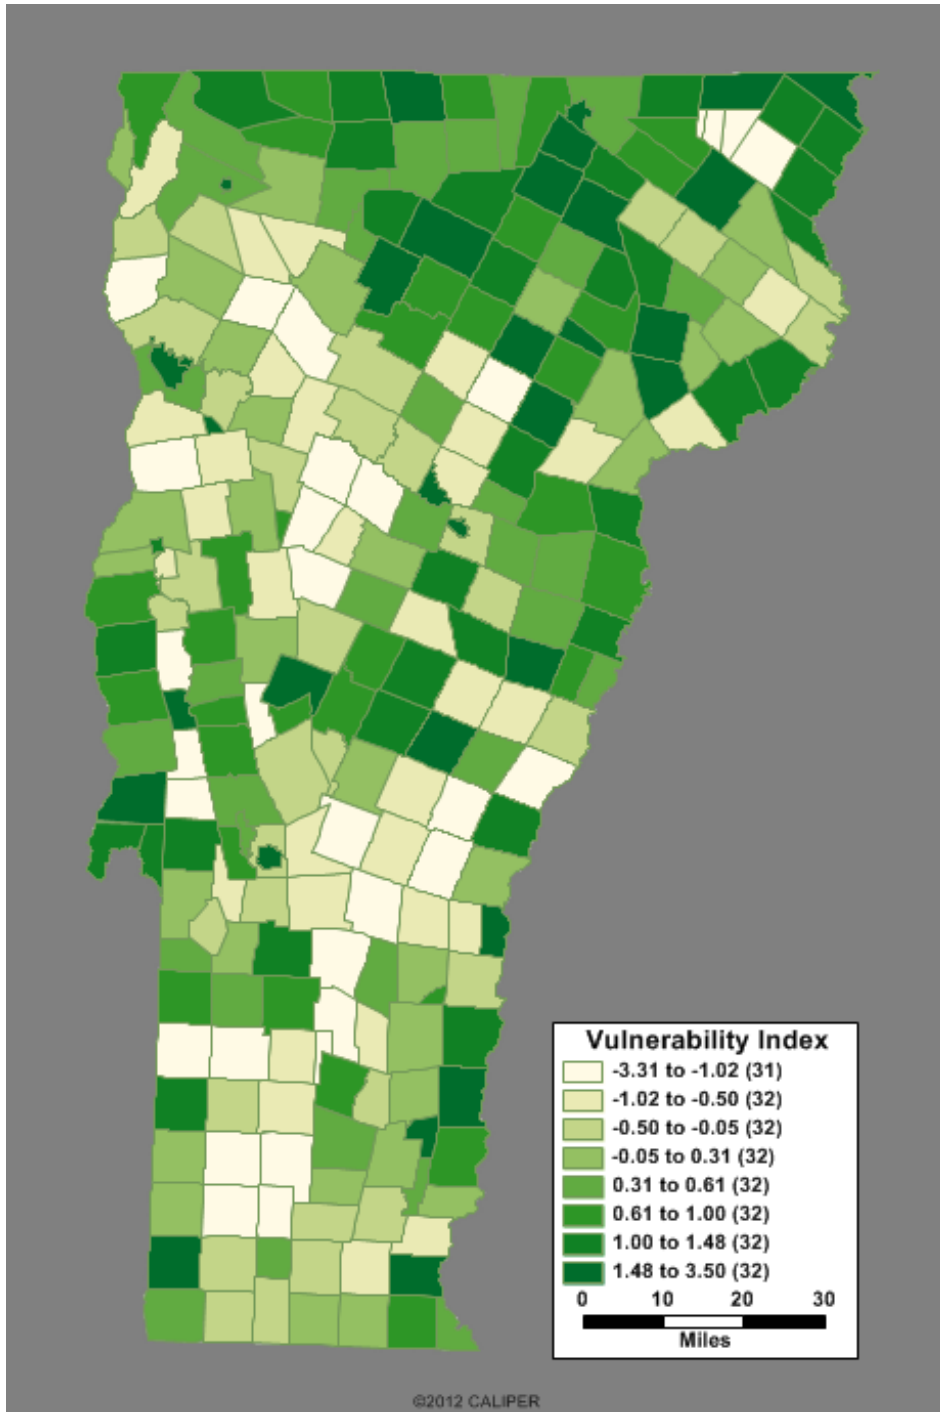 Vulnerability Index
-3.31 to -1.02 (31)
-1.02 to -0.50 (32)
-0.50 to -0.05 (32)
-0.05 to 0.31 (32)
0.31 to 0.61 (32)
0.61 to 1.00 (32)
1.00 to 1.48 (32)
1.48 to 3.50 (32)
0 10 20 30
Miles
©2012 CALIPER